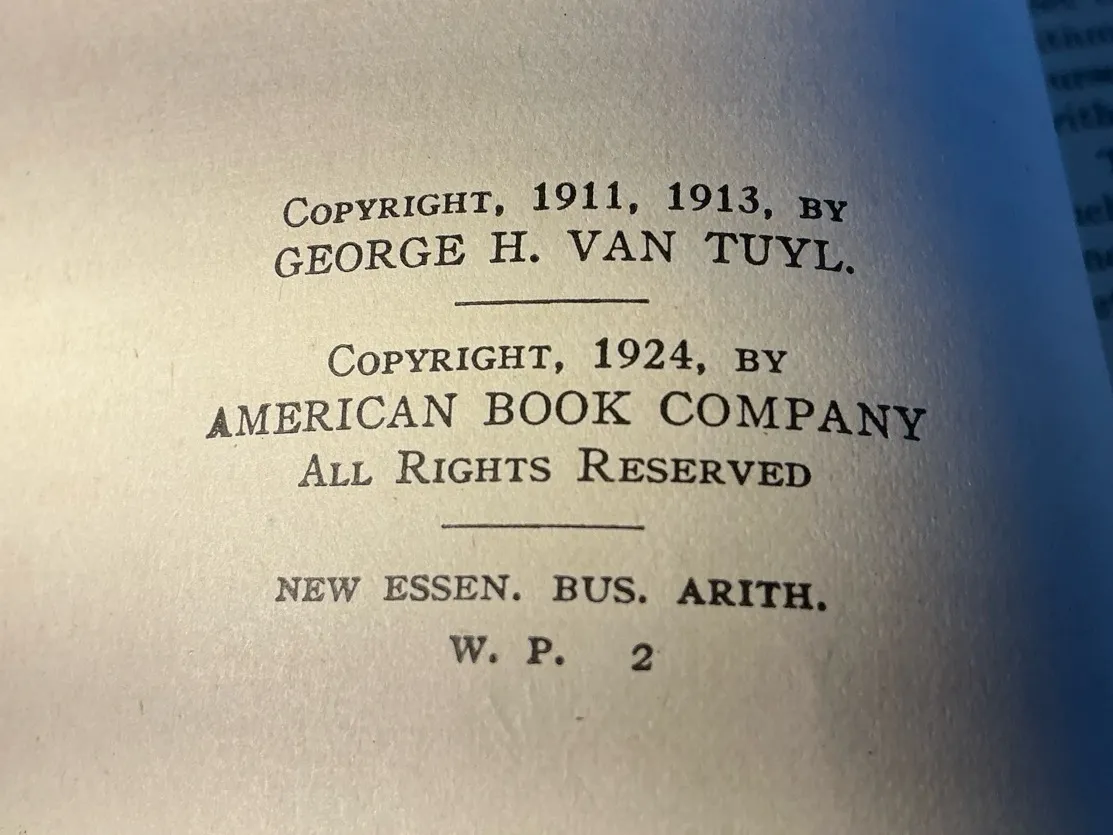 COPYRIGHT, 1911, 1913, BY
GEORGE H. VAN TUYL.
COPYRIGHT, 1924, BY
AMERICAN BOOK COMPANY
ALL RIGHTS RESERVED
NEW ESSEN. BUS. ARITH.
W. P. 2